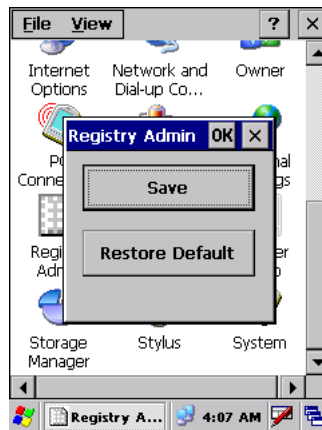 File View ? ×
Internet Options
Network and Dial-up Co...
Owner
Registry Admin OK ×
Save
Restore Default
Storage Manager
Stylus
System
Registry A... 4:07 AM